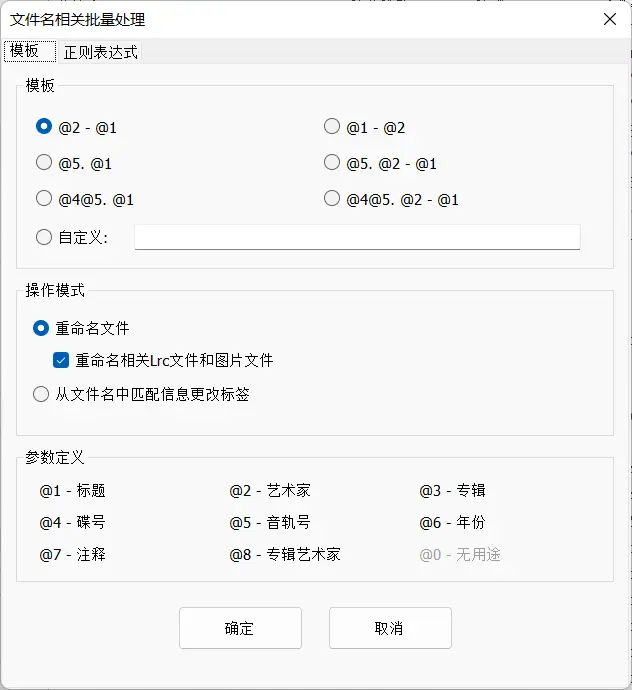 文件名相关批量处理
模板 正则表达式
模板
@2 - @1 @1 - @2
@5. @1 @5. @2 - @1
@4@5. @1 @4@5. @2 - @1
自定义:
操作模式
重命名文件
重命名相关Lrc文件和图片文件
从文件名中匹配信息更改标签
参数定义
@1 - 标题 @2 - 艺术家 @3 - 专辑
@4 - 碟号 @5 - 音轨号 @6 - 年份
@7 - 注释 @8 - 专辑艺术家 @0 - 无用途
确定 取消